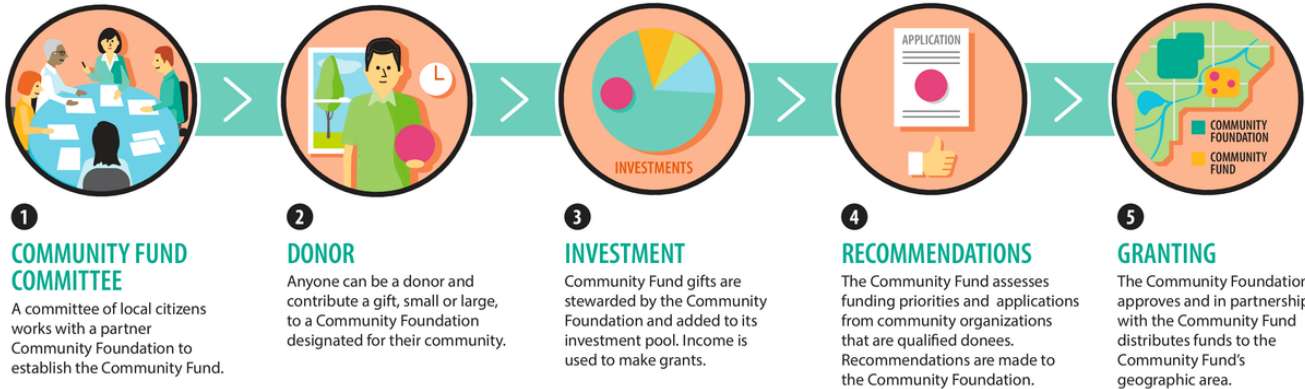 INVESTMENTS
APPLICATION
COMMUNITY
FOUNDATION
COMMUNITY
FUND
1
COMMUNITY FUND
COMMITTEE
A committee of local citizens
works with a partner
Community Foundation to
establish the Community Fund.
2
DONOR
Anyone can be a donor and
contribute a gift, small or large,
to a Community Foundation
designated for their community.
3
INVESTMENT
Community Fund gifts are
stewarded by the Community
Foundation and added to its
investment pool. Income is
used to make grants.
4
RECOMMENDATIONS
The Community Fund assesses
funding priorities and applications
from community organizations
that are qualified donees.
Recommendations are made to
the Community Foundation.
5
GRANTING
The Community Foundation
approves and in partnership
with the Community Fund
distributes funds to the
Community Fund's
geographic area.